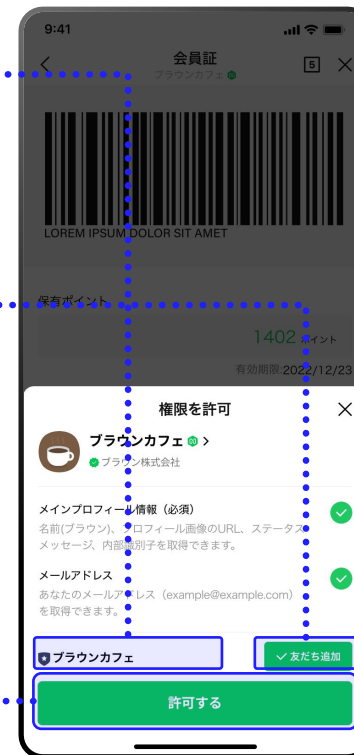 9:41
会員証
5
ブラウンカフェ
LOREM IPSUM DOLOR SIT AMET
保有ポイント
1402 ポイント
有効期限:2022/12/23
権限を許可
ブラウンカフェ
ブラウン株式会社
メインプロフィール情報（必須）
名前(ブラウン)、プロフィール画像のURL、ステータス
メッセージ、内部識別子を取得できます。
メールアドレス
あなたのメールアドレス（example@example.com）
を取得できます。
ブラウンカフェ
友だち追加
許可する